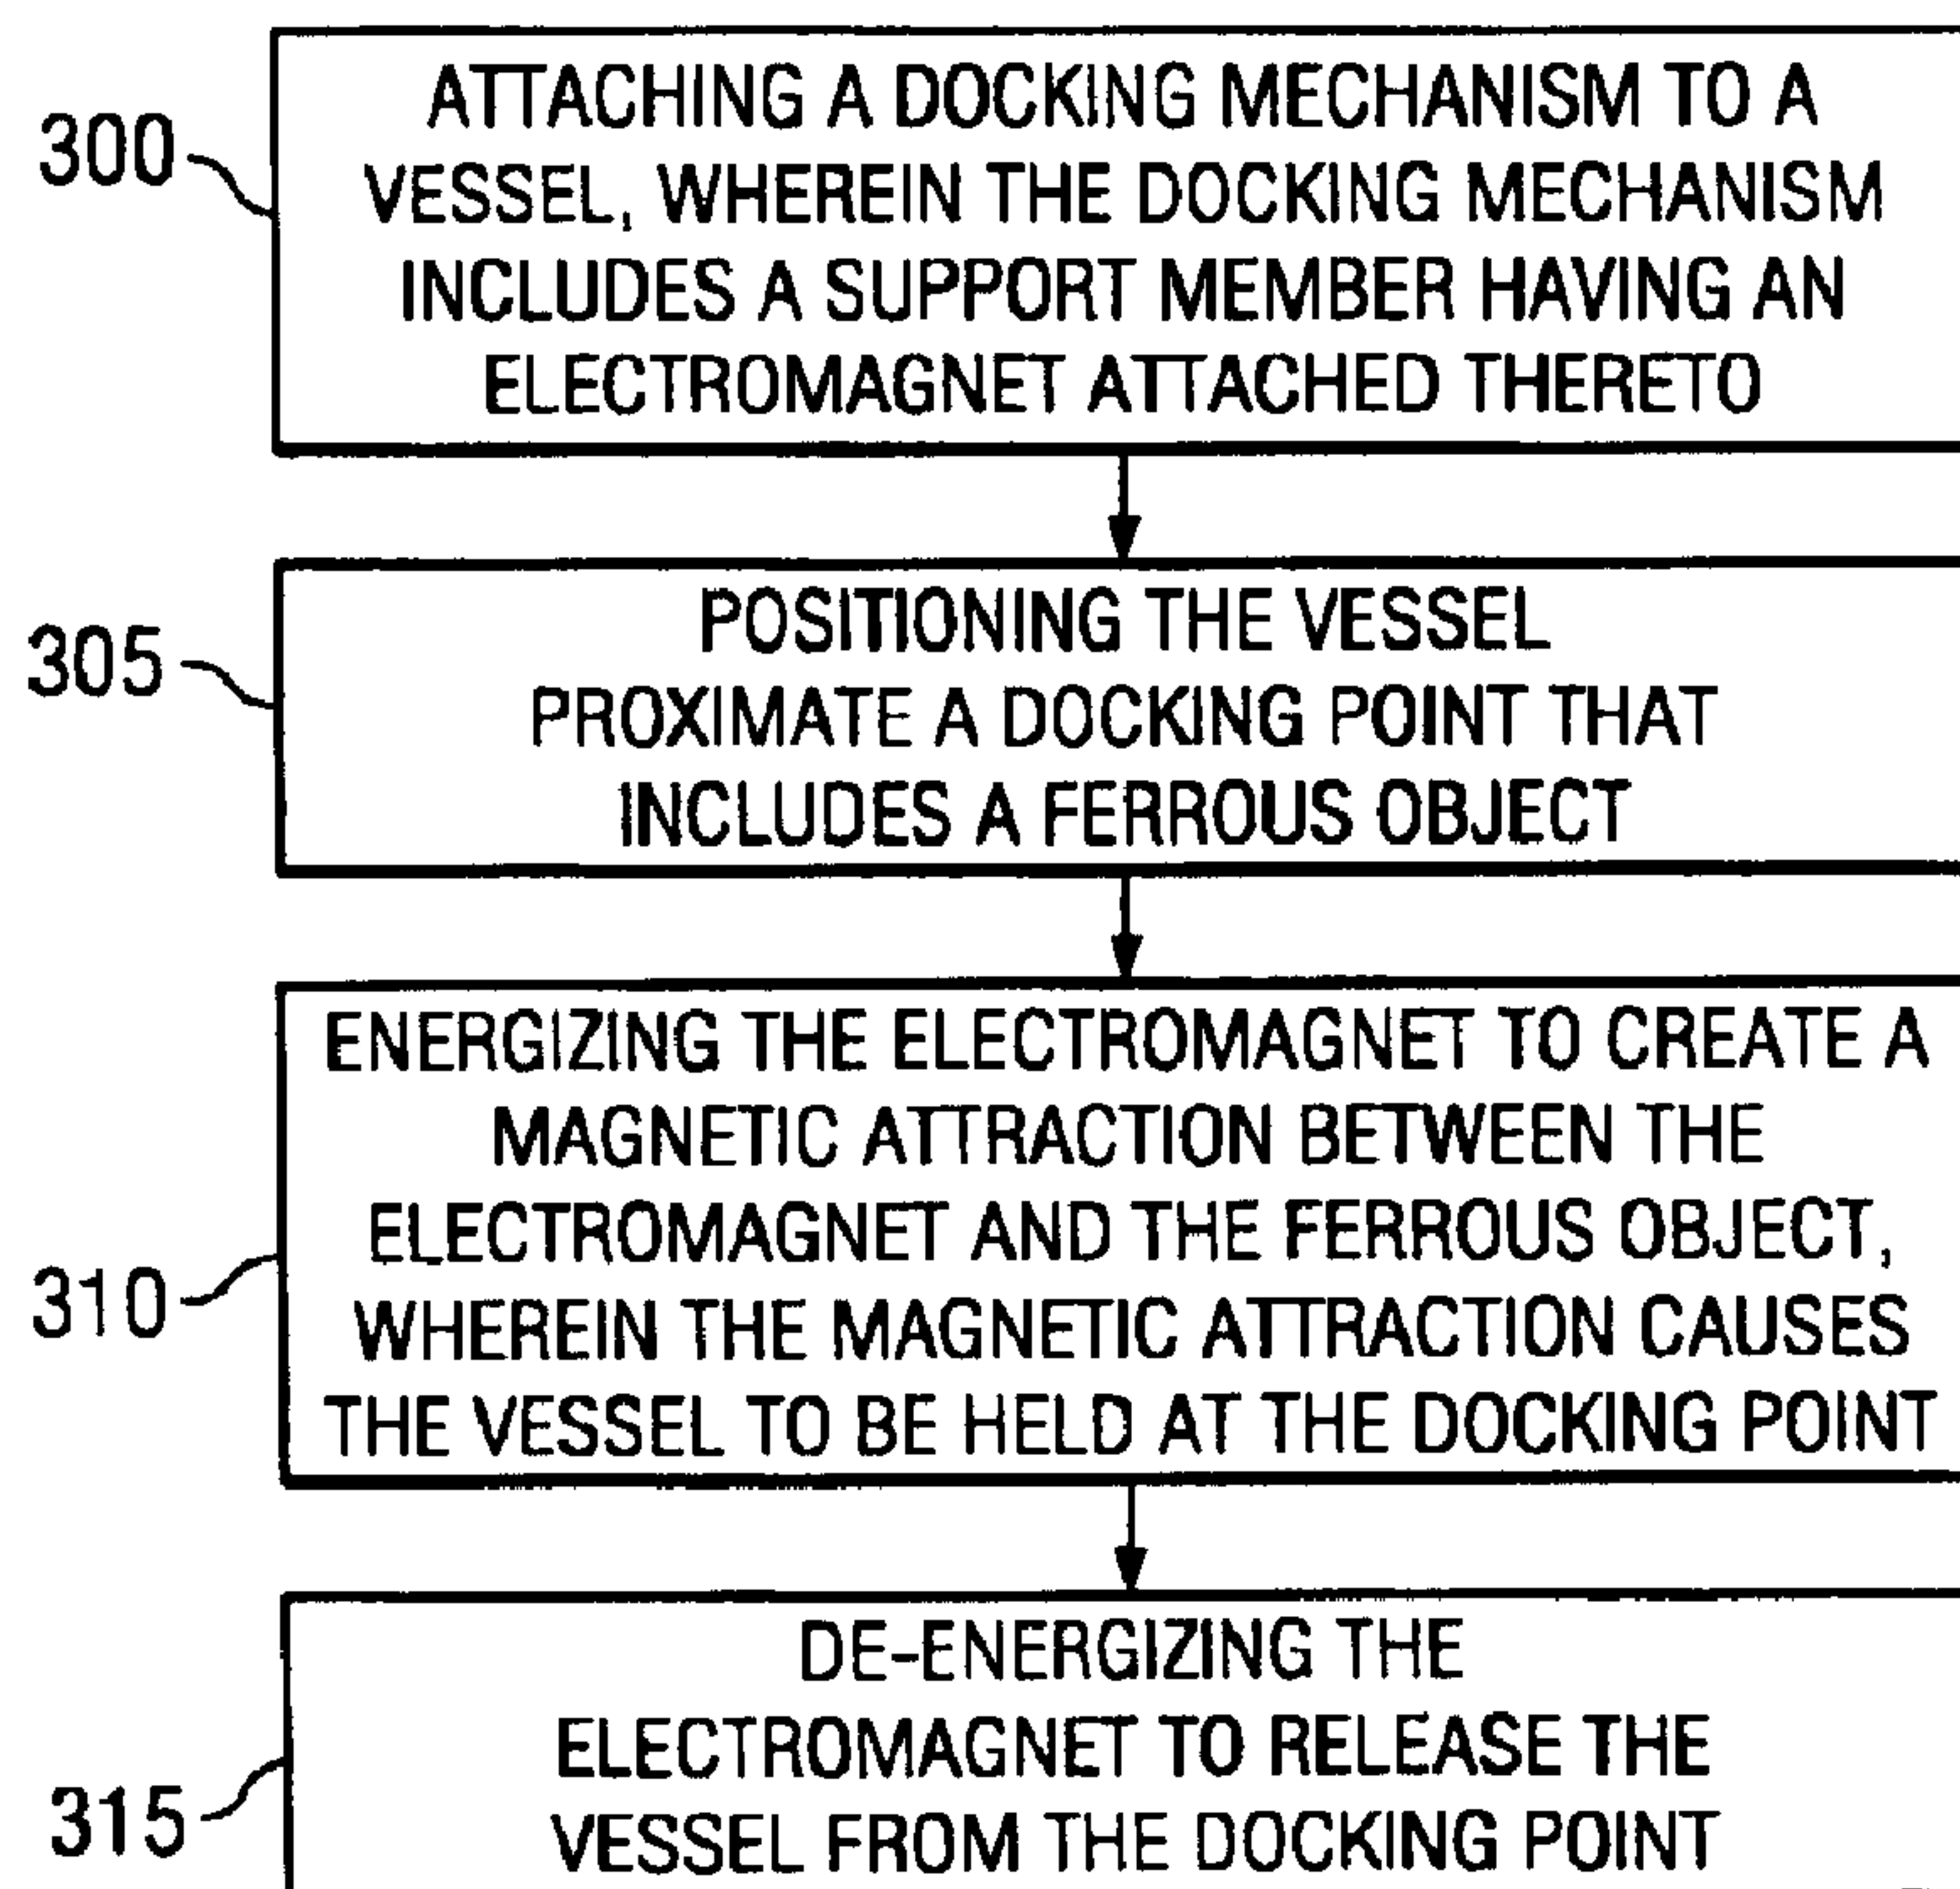 300
ATTACHING A DOCKING MECHANISM TO A
VESSEL, WHEREIN THE DOCKING MECHANISM
INCLUDES A SUPPORT MEMBER HAVING AN
ELECTROMAGNET ATTACHED THERETO
305
POSITIONING THE VESSEL
PROXIMATE A DOCKING POINT THAT
INCLUDES A FERROUS OBJECT
310
ENERGIZING THE ELECTROMAGNET TO CREATE A
MAGNETIC ATTRACTION BETWEEN THE
ELECTROMAGNET AND THE FERROUS OBJECT,
WHEREIN THE MAGNETIC ATTRACTION CAUSES
THE VESSEL TO BE HELD AT THE DOCKING POINT
315
DE-ENERGIZING THE
ELECTROMAGNET TO RELEASE THE
VESSEL FROM THE DOCKING POINT